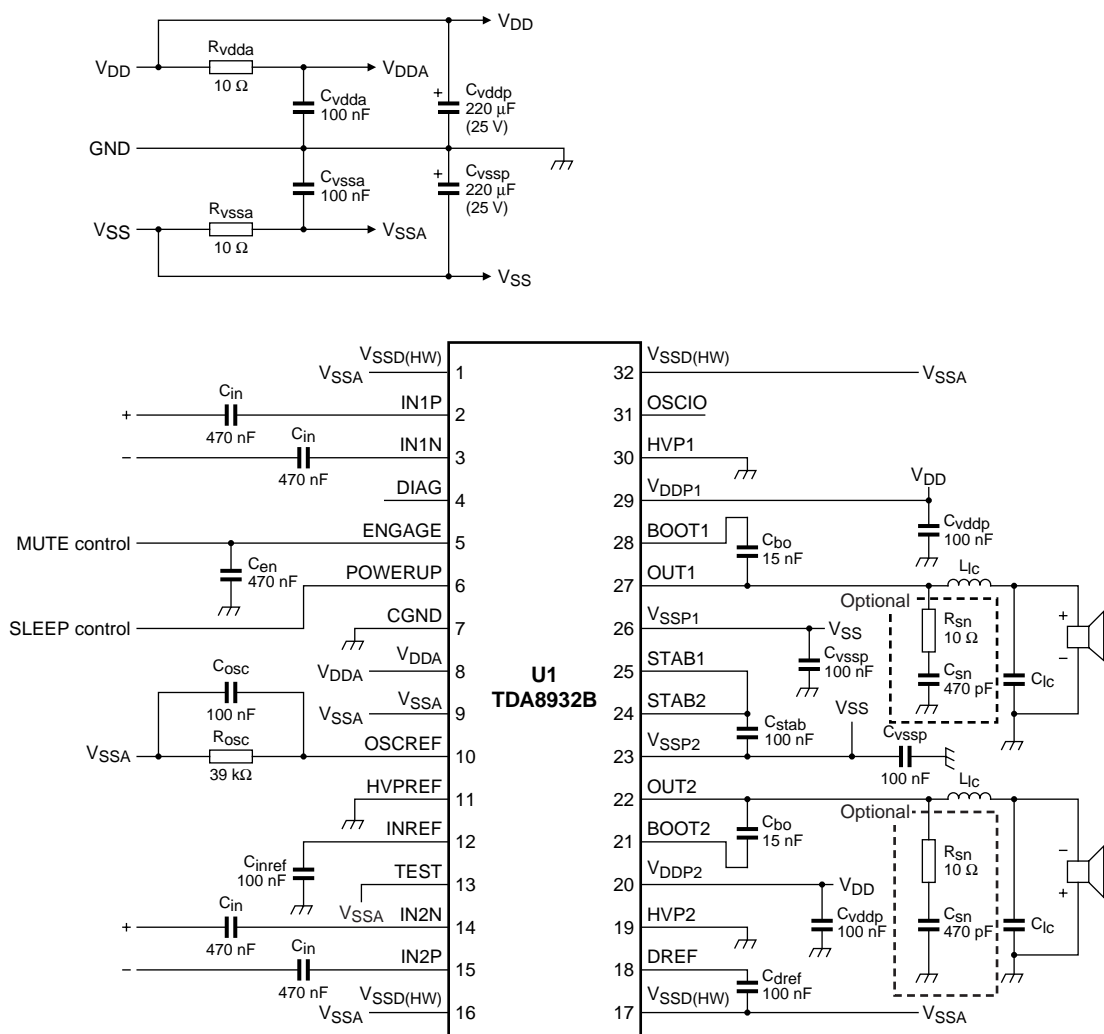 VDD
Rvdda
VDD
VDDA
10 Ω
Cvdda
100 nF
+
Cvddp
220 μF
(25 V)
GND
Cvssa
100 nF
+
Cvssp
220 μF
(25 V)
Rvssa
VSS
VSSA
10 Ω
VSS
VSSD(HW)
VSSA
1
Cin
+
470 nF
IN1P
2
Cin
−
470 nF
IN1N
3
DIAG
4
MUTE control
ENGAGE
5
Cen
470 nF
POWERUP
6
SLEEP control
CGND
7
VDDA
VDDA
8
Cosc
100 nF
VSSA
VSSA
9
VSSA
Rosc
39 kΩ
OSCREF
10
HVPREF
11
INREF
12
Cinref
100 nF
TEST
13
VSSA
Cin
+
470 nF
IN2N
14
Cin
−
470 nF
IN2P
15
VSSD(HW)
VSSA
16
U1
TDA8932B
VSSD(HW)
32
VSSA
OSCIO
31
HVP1
30
VDDP1
29
VDD
Cvddp
100 nF
BOOT1
28
Cbo
15 nF
OUT1
27
Llc
Optional
Rsn
10 Ω
Csn
470 pF
Clc
+
−
VSSP1
26
VSS
Cvssp
100 nF
STAB1
25
STAB2
24
Cstab
100 nF
VSS
VSSP2
23
Cvssp
100 nF
OUT2
22
Llc
Optional
BOOT2
21
Cbo
15 nF
Rsn
10 Ω
Csn
470 pF
Clc
−
+
VDDP2
20
VDD
Cvddp
100 nF
HVP2
19
DREF
18
Cdref
100 nF
VSSD(HW)
17
VSSA